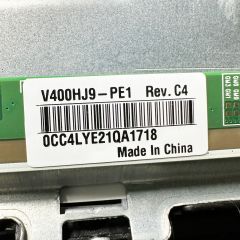 V400HJ9-PE1 Rev. C4
0CC4LYE21QA1718
Made In China